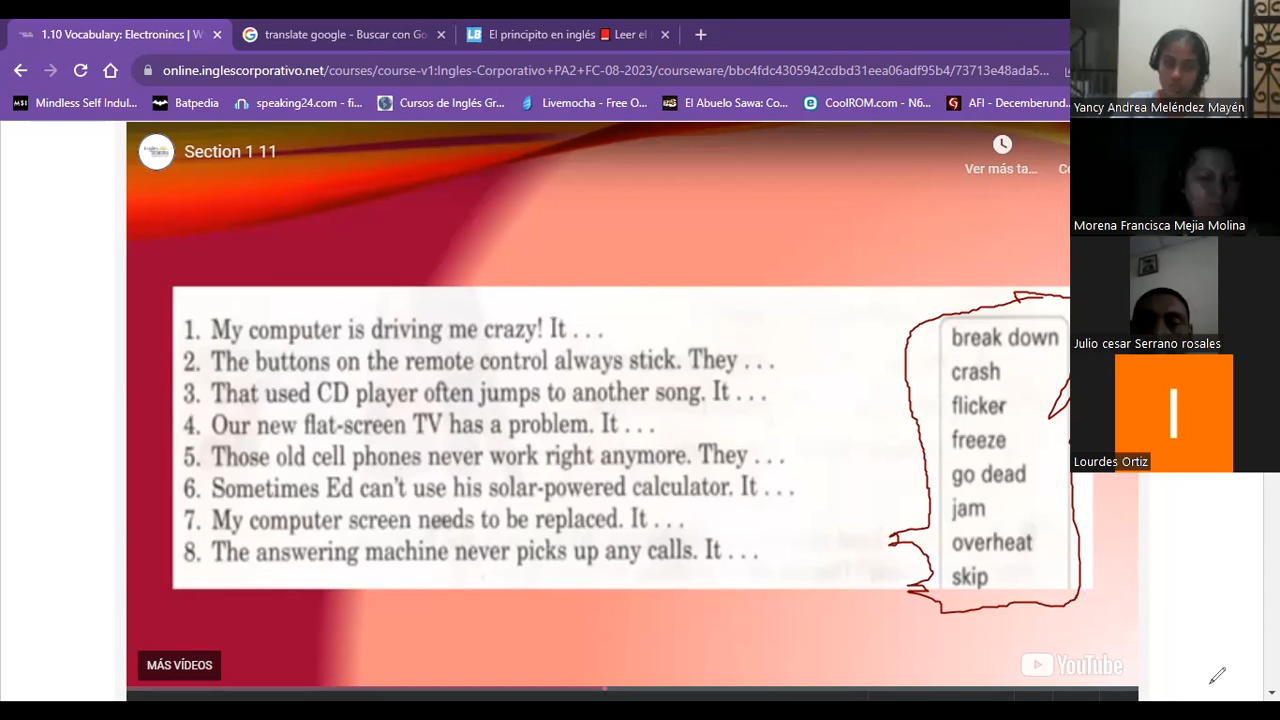 1.10 Vocabulary: Electronincs | W
translate google - Buscar con Go
LB
El principito en inglés 📕 Leer el
online.inglescorporativo.net/courses/course-v1:Ingles-Corporativo+PA2+FC-08-2023/courseware/bbc4fdc4305942cdbd31eea06adf95b4/73713e48ada5...
Mindless Self Indul...
Batpedia
speaking24.com - fi...
Cursos de Inglés Gr...
Livemocha - Free O...
El Abuelo Sawa: Co...
CoolROM.com - N6...
AFI - Decemberund...
Section 1 11
Ver más ta...
1. My computer is driving me crazy! It . . .
2. The buttons on the remote control always stick. They . . .
3. That used CD player often jumps to another song. It . . .
4. Our new flat-screen TV has a problem. It . . .
5. Those old cell phones never work right anymore. They . . .
6. Sometimes Ed can't use his solar-powered calculator. It . . .
7. My computer screen needs to be replaced. It . . .
8. The answering machine never picks up any calls. It . . .
break down
crash
flicker
freeze
go dead
jam
overheat
skip
MÁS VÍDEOS
YouTube
Yancy Andrea Meléndez Mayén
Morena Francisca Mejia Molina
Julio cesar Serrano rosales
I
Lourdes Ortiz